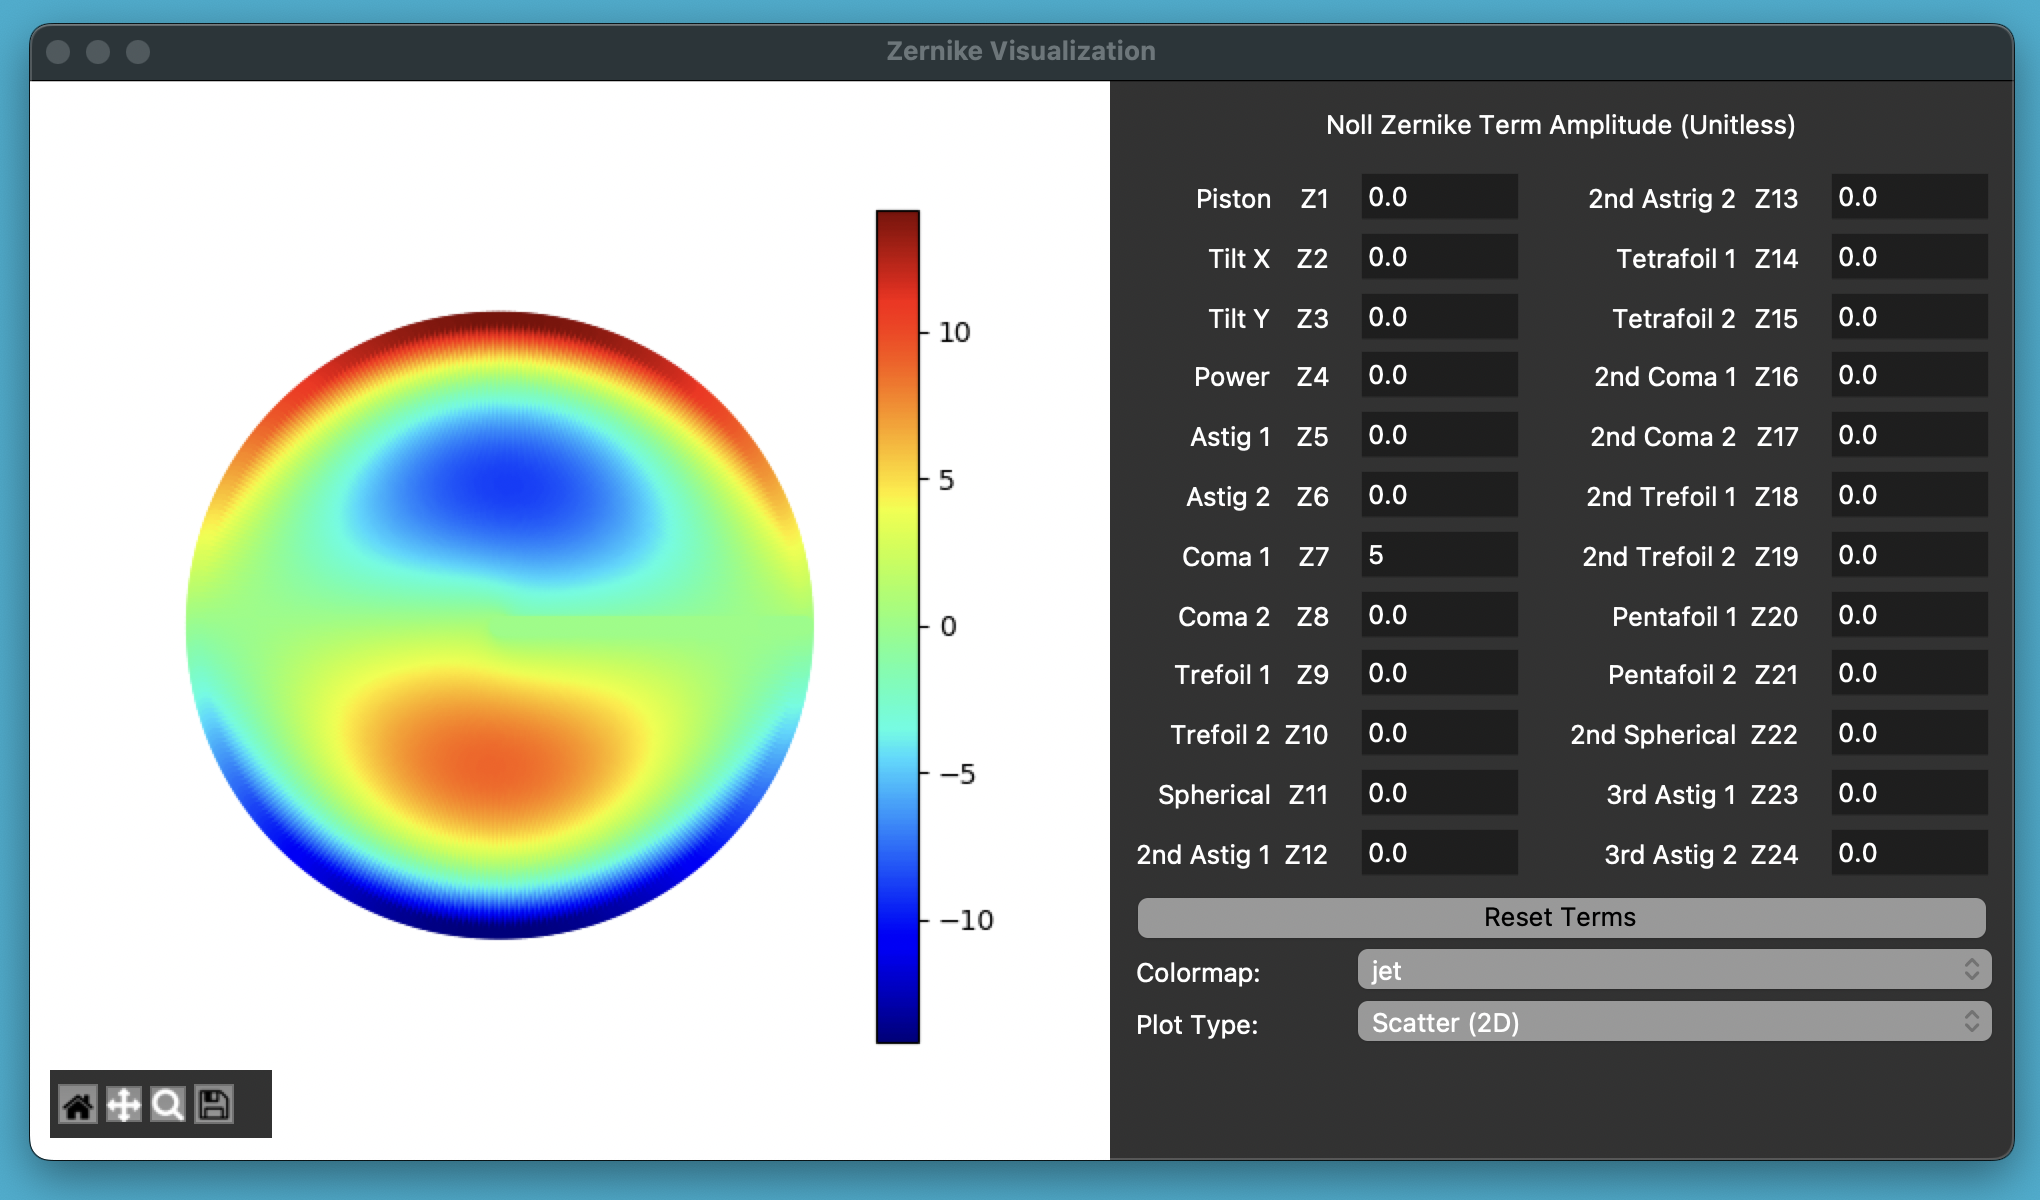 Zernike Visualization
10
5
0
−5
−10
Noll Zernike Term Amplitude (Unitless)
Piston Z1 0.0 2nd Astrig 2 Z13 0.0
Tilt X Z2 0.0 Tetrafoil 1 Z14 0.0
Tilt Y Z3 0.0 Tetrafoil 2 Z15 0.0
Power Z4 0.0 2nd Coma 1 Z16 0.0
Astig 1 Z5 0.0 2nd Coma 2 Z17 0.0
Astig 2 Z6 0.0 2nd Trefoil 1 Z18 0.0
Coma 1 Z7 5 2nd Trefoil 2 Z19 0.0
Coma 2 Z8 0.0 Pentafoil 1 Z20 0.0
Trefoil 1 Z9 0.0 Pentafoil 2 Z21 0.0
Trefoil 2 Z10 0.0 2nd Spherical Z22 0.0
Spherical Z11 0.0 3rd Astig 1 Z23 0.0
2nd Astig 1 Z12 0.0 3rd Astig 2 Z24 0.0
Reset Terms
Colormap: jet
Plot Type: Scatter (2D)